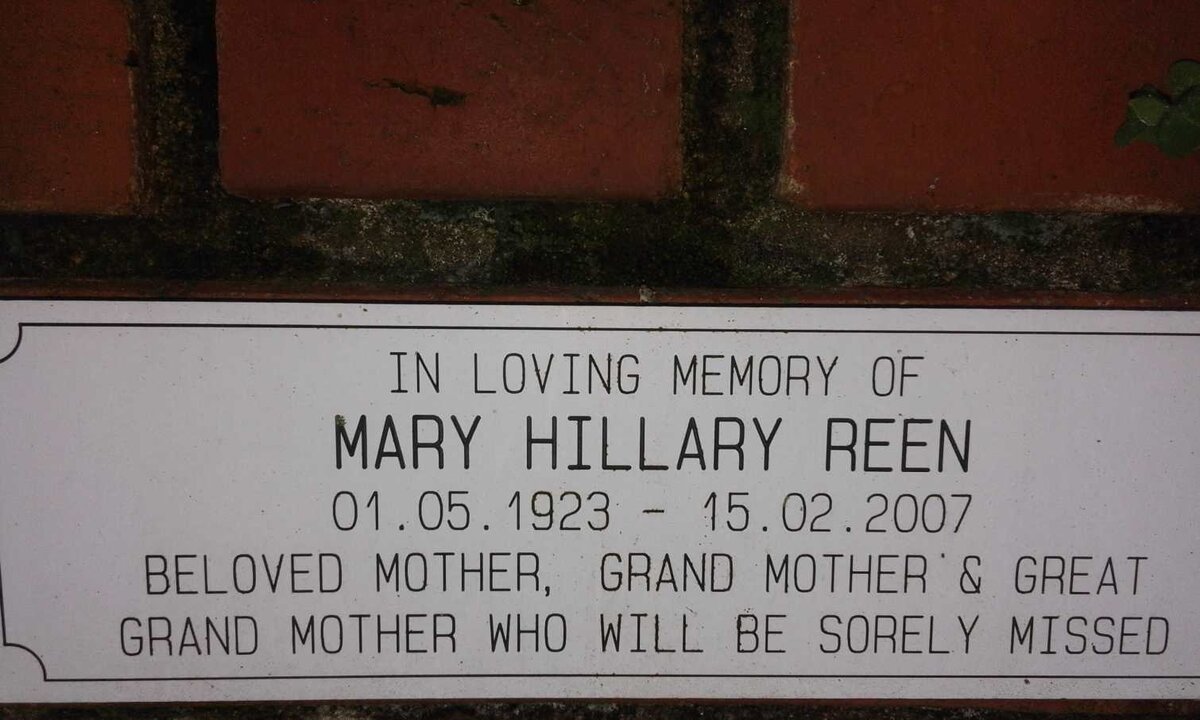 IN LOVING MEMORY OF
MARY HILLARY REEN
01.05.1923 - 15.02.2007
BELOVED MOTHER, GRAND MOTHER & GREAT
GRAND MOTHER WHO WILL BE SORELY MISSED